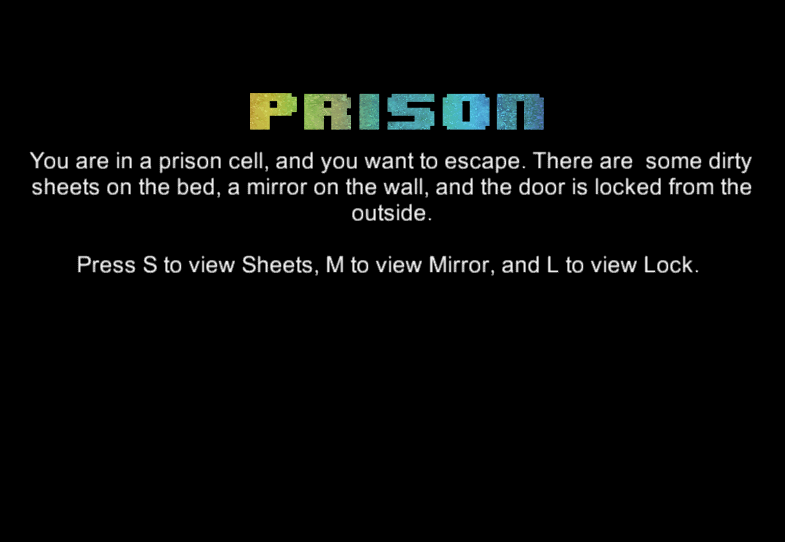 PRISON
You are in a prison cell, and you want to escape. There are  some dirty
sheets on the bed, a mirror on the wall, and the door is locked from the
outside.
Press S to view Sheets, M to view Mirror, and L to view Lock.